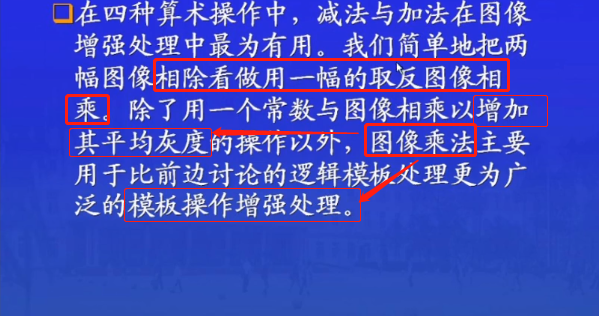 在四种算术操作中，减法与加法在图像
增强处理中最为有用。我们简单地把两
幅图像相除看做用一幅的取反图像相
乘。除了用一个常数与图像相乘以增加
其平均灰度的操作以外，图像乘法主要
用于比前边讨论的逻辑模板处理更为广
泛的模板操作增强处理。